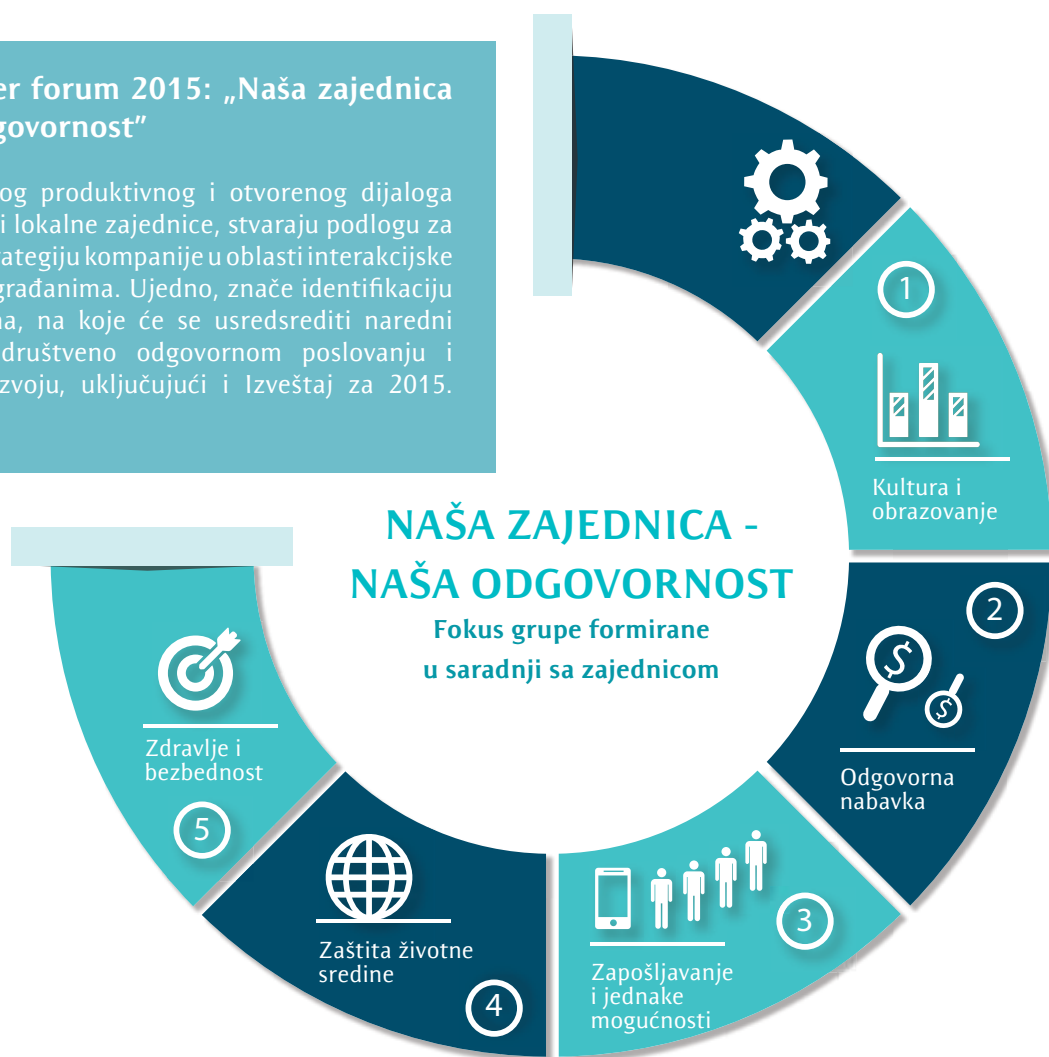 er forum 2015: „Naša zajednica
govornost”
og produktivnog i otvorenog dijaloga
i lokalne zajednice, stvaraju podlogu za
rategiju kompanije u oblasti interakcijske
građanima. Ujedno, znače identifikaciju
na, na koje će se usredsrediti naredni
društveno odgovornom poslovanju i
zvoju, uključujući i Izveštaj za 2015.
NAŠA ZAJEDNICA -
NAŠA ODGOVORNOST
Fokus grupe formirane
u saradnji sa zajednicom
1
Kultura i
obrazovanje
2
Odgovorna
nabavka
3
Zapošljavanje
i jednake
mogućnosti
Zaštita životne
sredine
4
Zdravlje i
bezbednost
5